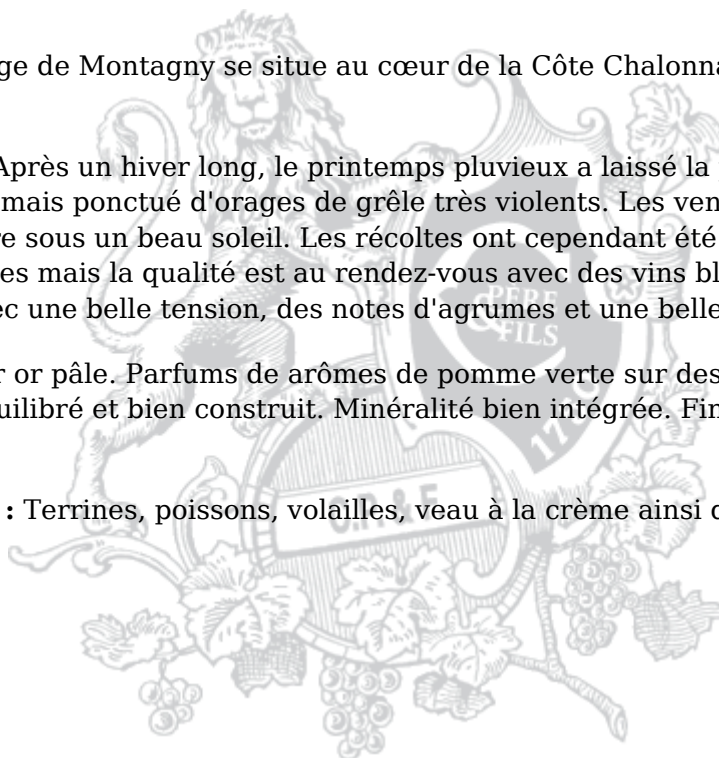 ge de Montagny se situe au cœur de la Côte Chalonna
Après un hiver long, le printemps pluvieux a laissé la
mais ponctué d'orages de grêle très violents. Les ven
re sous un beau soleil. Les récoltes ont cependant été
es mais la qualité est au rendez-vous avec des vins bl
ec une belle tension, des notes d'agrumes et une belle
PÈRE
& FILS
r or pâle. Parfums de arômes de pomme verte sur des
uilibré et bien construit. Minéralité bien intégrée. Fin
17
: Terrines, poissons, volailles, veau à la crème ainsi q